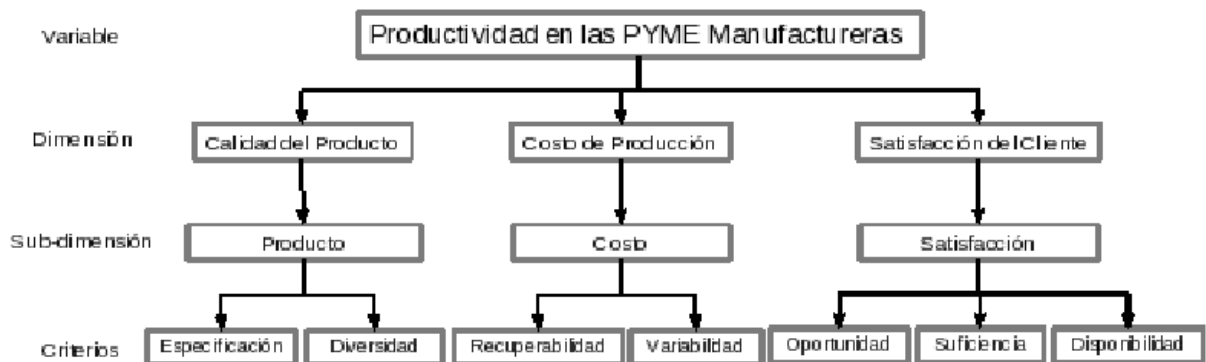 Variable
Productividad en las PYME Manufactureras
Dimensión
Calidad del Producto
Costo de Producción
Satisfacción del Cliente
Sub-dimensión
Producto
Costo
Satisfacción
Criterios
Especificación
Diversidad
Recuperabilidad
Variabilidad
Oportunidad
Suficiencia
Disponibilidad